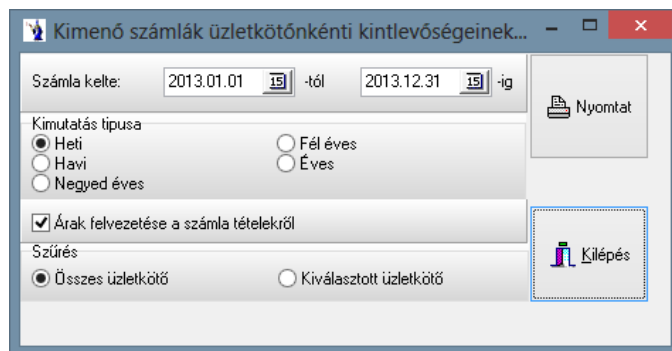 Kimenő számlák üzletkötőnkénti kintlevőségeinek...
Számla kelte: 2013.01.01 15 -tól 2013.12.31 15 -ig
Nyomtat
Kimutatás tipusa
Heti Fél éves
Havi Éves
Negyed éves
Árak felvezetése a számla tételekről
Szűrés
Kilépés
Összes üzletkötő Kiválasztott üzletkötő